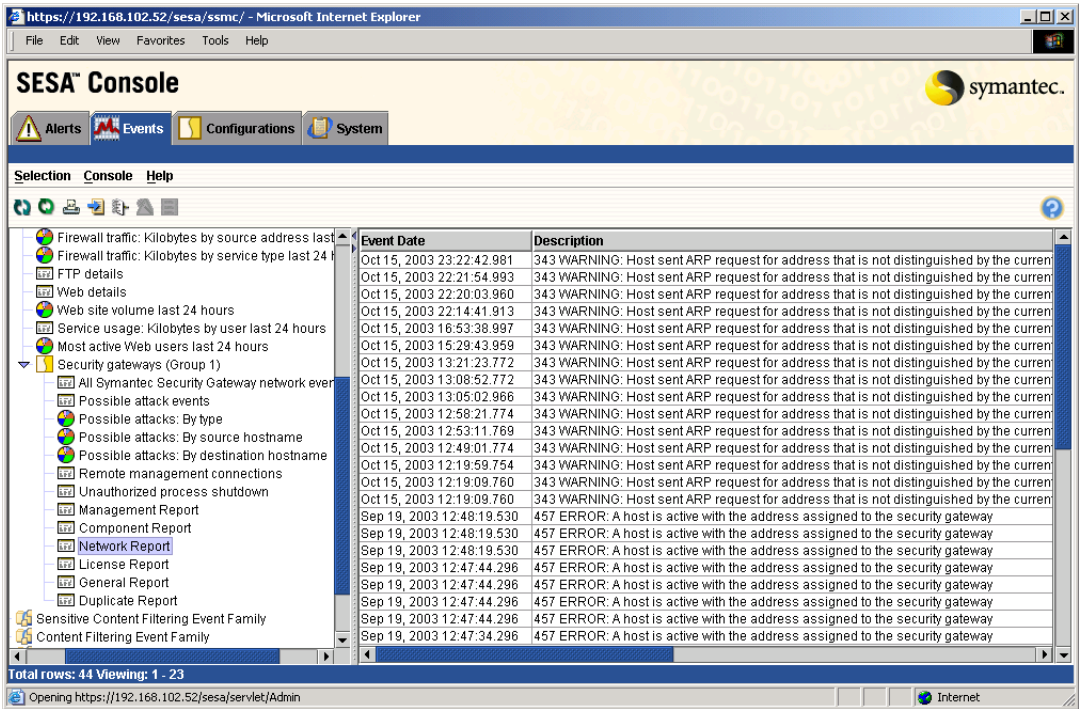 https://192.168.102.52/sesa/ssmc/ - Microsoft Internet Explorer
File Edit View Favorites Tools Help
SESA™ Console
symantec.
Alerts Events Configurations System
Selection Console Help
Firewall traffic: Kilobytes by source address last
Firewall traffic: Kilobytes by service type last 24 h
FTP details
Web details
Web site volume last 24 hours
Service usage: Kilobytes by user last 24 hours
Most active Web users last 24 hours
Security gateways (Group 1)
All Symantec Security Gateway network ever
Possible attack events
Possible attacks: By type
Possible attacks: By source hostname
Possible attacks: By destination hostname
Remote management connections
Unauthorized process shutdown
Management Report
Component Report
Network Report
License Report
General Report
Duplicate Report
Sensitive Content Filtering Event Family
Content Filtering Event Family
Event Date Description
Oct 15, 2003 23:22:42.981 343 WARNING: Host sent ARP request for address that is not distinguished by the current
Oct 15, 2003 22:21:54.993 343 WARNING: Host sent ARP request for address that is not distinguished by the current
Oct 15, 2003 22:20:03.960 343 WARNING: Host sent ARP request for address that is not distinguished by the current
Oct 15, 2003 22:14:41.913 343 WARNING: Host sent ARP request for address that is not distinguished by the current
Oct 15, 2003 16:53:38.997 343 WARNING: Host sent ARP request for address that is not distinguished by the current
Oct 15, 2003 15:29:43.959 343 WARNING: Host sent ARP request for address that is not distinguished by the current
Oct 15, 2003 13:21:23.772 343 WARNING: Host sent ARP request for address that is not distinguished by the current
Oct 15, 2003 13:08:52.772 343 WARNING: Host sent ARP request for address that is not distinguished by the current
Oct 15, 2003 13:05:02.966 343 WARNING: Host sent ARP request for address that is not distinguished by the current
Oct 15, 2003 12:58:21.774 343 WARNING: Host sent ARP request for address that is not distinguished by the current
Oct 15, 2003 12:53:11.769 343 WARNING: Host sent ARP request for address that is not distinguished by the current
Oct 15, 2003 12:49:01.774 343 WARNING: Host sent ARP request for address that is not distinguished by the current
Oct 15, 2003 12:19:59.754 343 WARNING: Host sent ARP request for address that is not distinguished by the current
Oct 15, 2003 12:19:09.760 343 WARNING: Host sent ARP request for address that is not distinguished by the current
Oct 15, 2003 12:19:09.760 343 WARNING: Host sent ARP request for address that is not distinguished by the current
Sep 19, 2003 12:48:19.530 457 ERROR: A host is active with the address assigned to the security gateway
Sep 19, 2003 12:48:19.530 457 ERROR: A host is active with the address assigned to the security gateway
Sep 19, 2003 12:48:19.530 457 ERROR: A host is active with the address assigned to the security gateway
Sep 19, 2003 12:47:44.296 457 ERROR: A host is active with the address assigned to the security gateway
Sep 19, 2003 12:47:44.296 457 ERROR: A host is active with the address assigned to the security gateway
Sep 19, 2003 12:47:44.296 457 ERROR: A host is active with the address assigned to the security gateway
Sep 19, 2003 12:47:44.296 457 ERROR: A host is active with the address assigned to the security gateway
Sep 19, 2003 12:47:34.296 457 ERROR: A host is active with the address assigned to the security gateway
Total rows: 44 Viewing: 1 - 23
Opening https://192.168.102.52/sesa/servlet/Admin
Internet